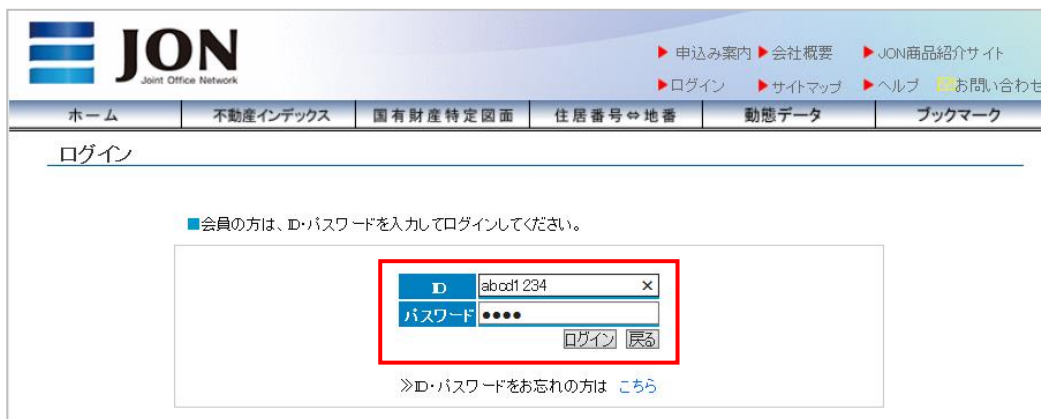 JON
Joint Office Network
▶ 申込み案内 ▶ 会社概要 ▶ JON商品紹介サイト
▶ログイン ▶サイトマップ ▶ヘルプ お問い合わせ
ホーム 不動産インデックス 国有財産特定図面 住居番号⇔地番 動態データ ブックマーク
ログイン
■会員の方は、ID・パスワードを入力してログインしてください。
ID abcd1234 ×
パスワード ●●●●
ログイン 戻る
≫ID・パスワードをお忘れの方は こちら